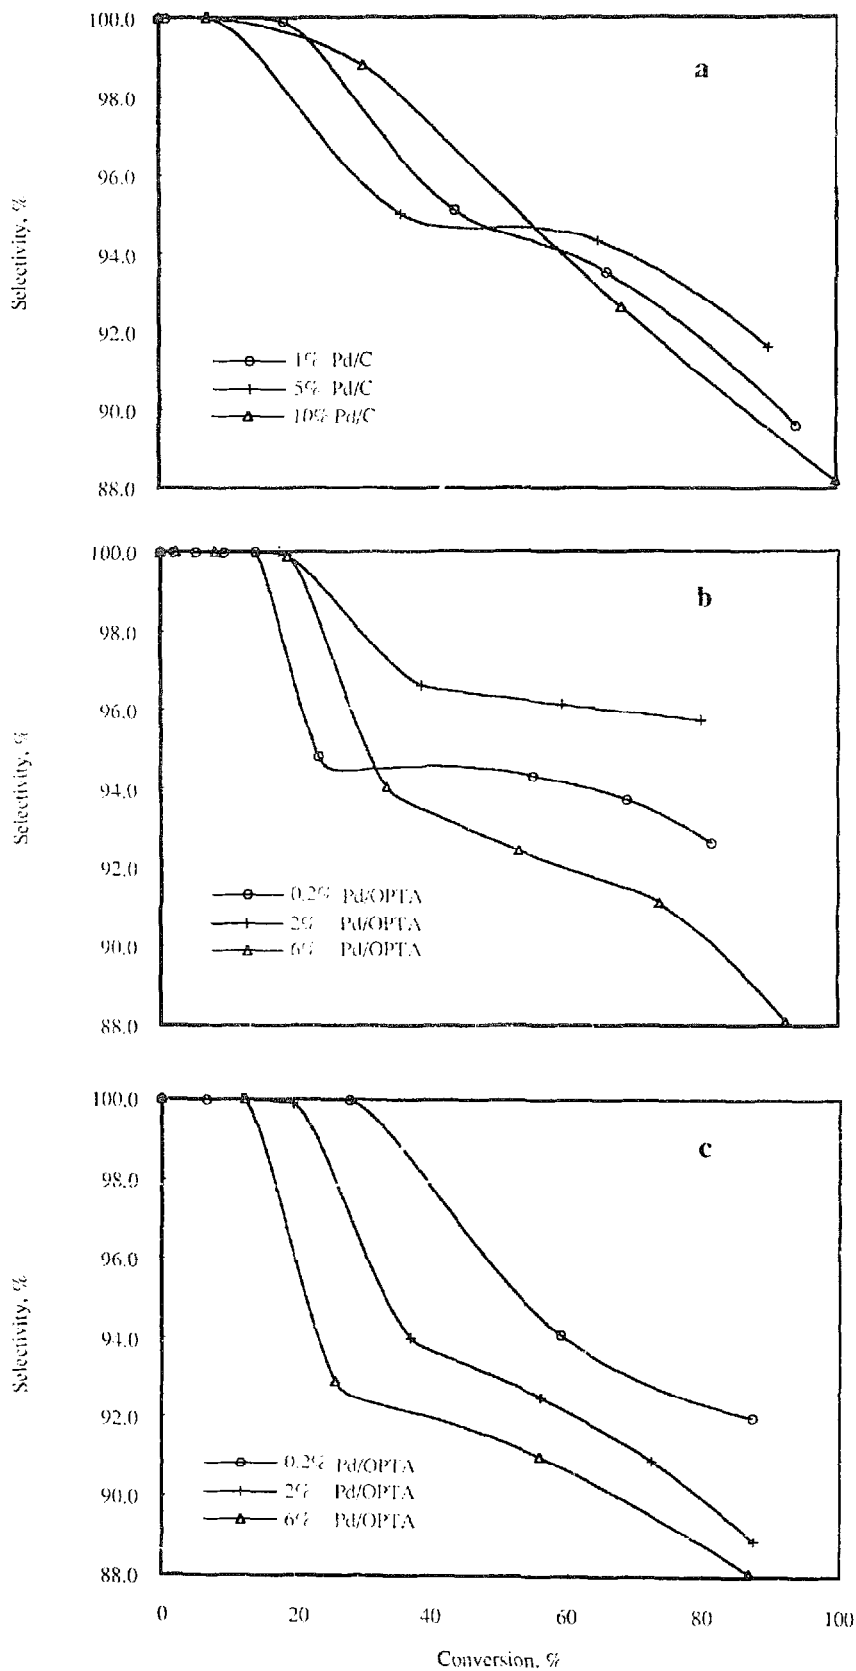 100.0
98.0
96.0
94.0
92.0
90.0
88.0
Selectivity, %
a
1% Pd/C
5% Pd/C
10% Pd/C
100.0
98.0
96.0
94.0
92.0
90.0
88.0
Selectivity, %
b
0.2% Pd/OPTA
2% Pd/OPTA
6% Pd/OPTA
100.0
98.0
96.0
94.0
92.0
90.0
88.0
Selectivity, %
c
0.2% Pd/OPTA
2% Pd/OPTA
6% Pd/OPTA
0 20 40 60 80 100
Conversion, %